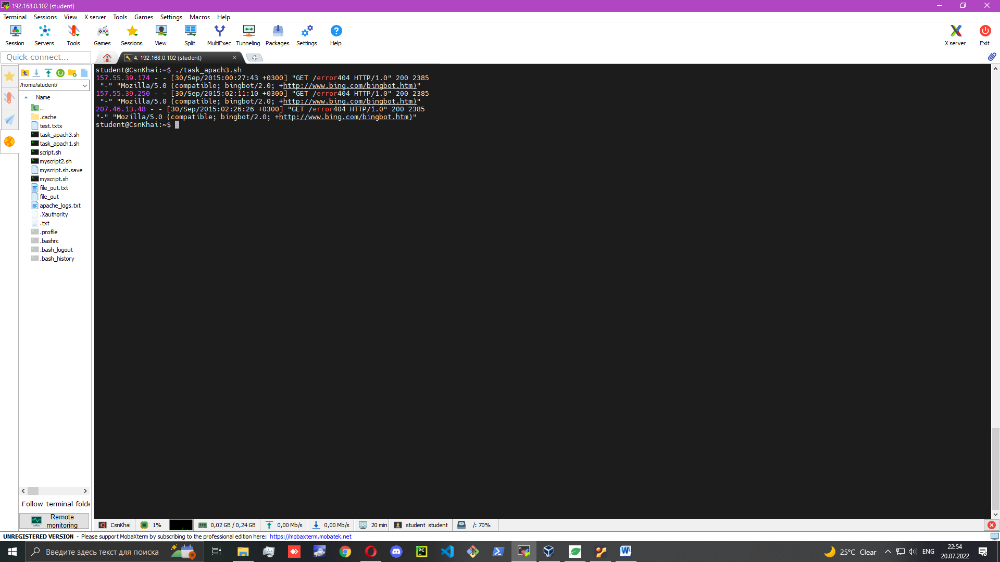 192.168.0.102 (student)
Terminal Sessions View X server Tools Games Settings Macros Help
Session Servers Tools Games Sessions View Split MultiExec Tunneling Packages Settings Help X server Exit
Quick connect...
4. 192.168.0.102 (student)
/home/student/
Name
..
.cache
test.txtx
task_apach3.sh
task_apach1.sh
script.sh
myscript2.sh
myscript.sh.save
myscript.sh
file_out.txt
file_out
apache_logs.txt
.Xauthority
.txt
.profile
.bashrc
.bash_logout
.bash_history
Follow terminal folde
Remote
monitoring
student@CsnKhai:~$ ./task_apach3.sh
157.55.39.174 - - [30/Sep/2015:00:27:43 +0300] "GET /error404 HTTP/1.0" 200 2385
"-" "Mozilla/5.0 (compatible; bingbot/2.0; +http://www.bing.com/bingbot.htm)"
157.55.39.250 - - [30/Sep/2015:02:11:10 +0300] "GET /error404 HTTP/1.0" 200 2385
"-" "Mozilla/5.0 (compatible; bingbot/2.0; +http://www.bing.com/bingbot.htm)"
207.46.13.48 - - [30/Sep/2015:02:26:26 +0300] "GET /error404 HTTP/1.0" 200 2385
"-" "Mozilla/5.0 (compatible; bingbot/2.0; +http://www.bing.com/bingbot.htm)"
student@CsnKhai:~$
CsnKhai 1% 0,02 GB / 0,24 GB 0,00 Mb/s 0,00 Mb/s 20 min student student /: 70%
UNREGISTERED VERSION - Please support MobaXterm by subscribing to the professional edition here: https://mobaxterm.mobatek.net
Введите здесь текст для поиска
25°C Clear
ENG
22:54
20.07.2022